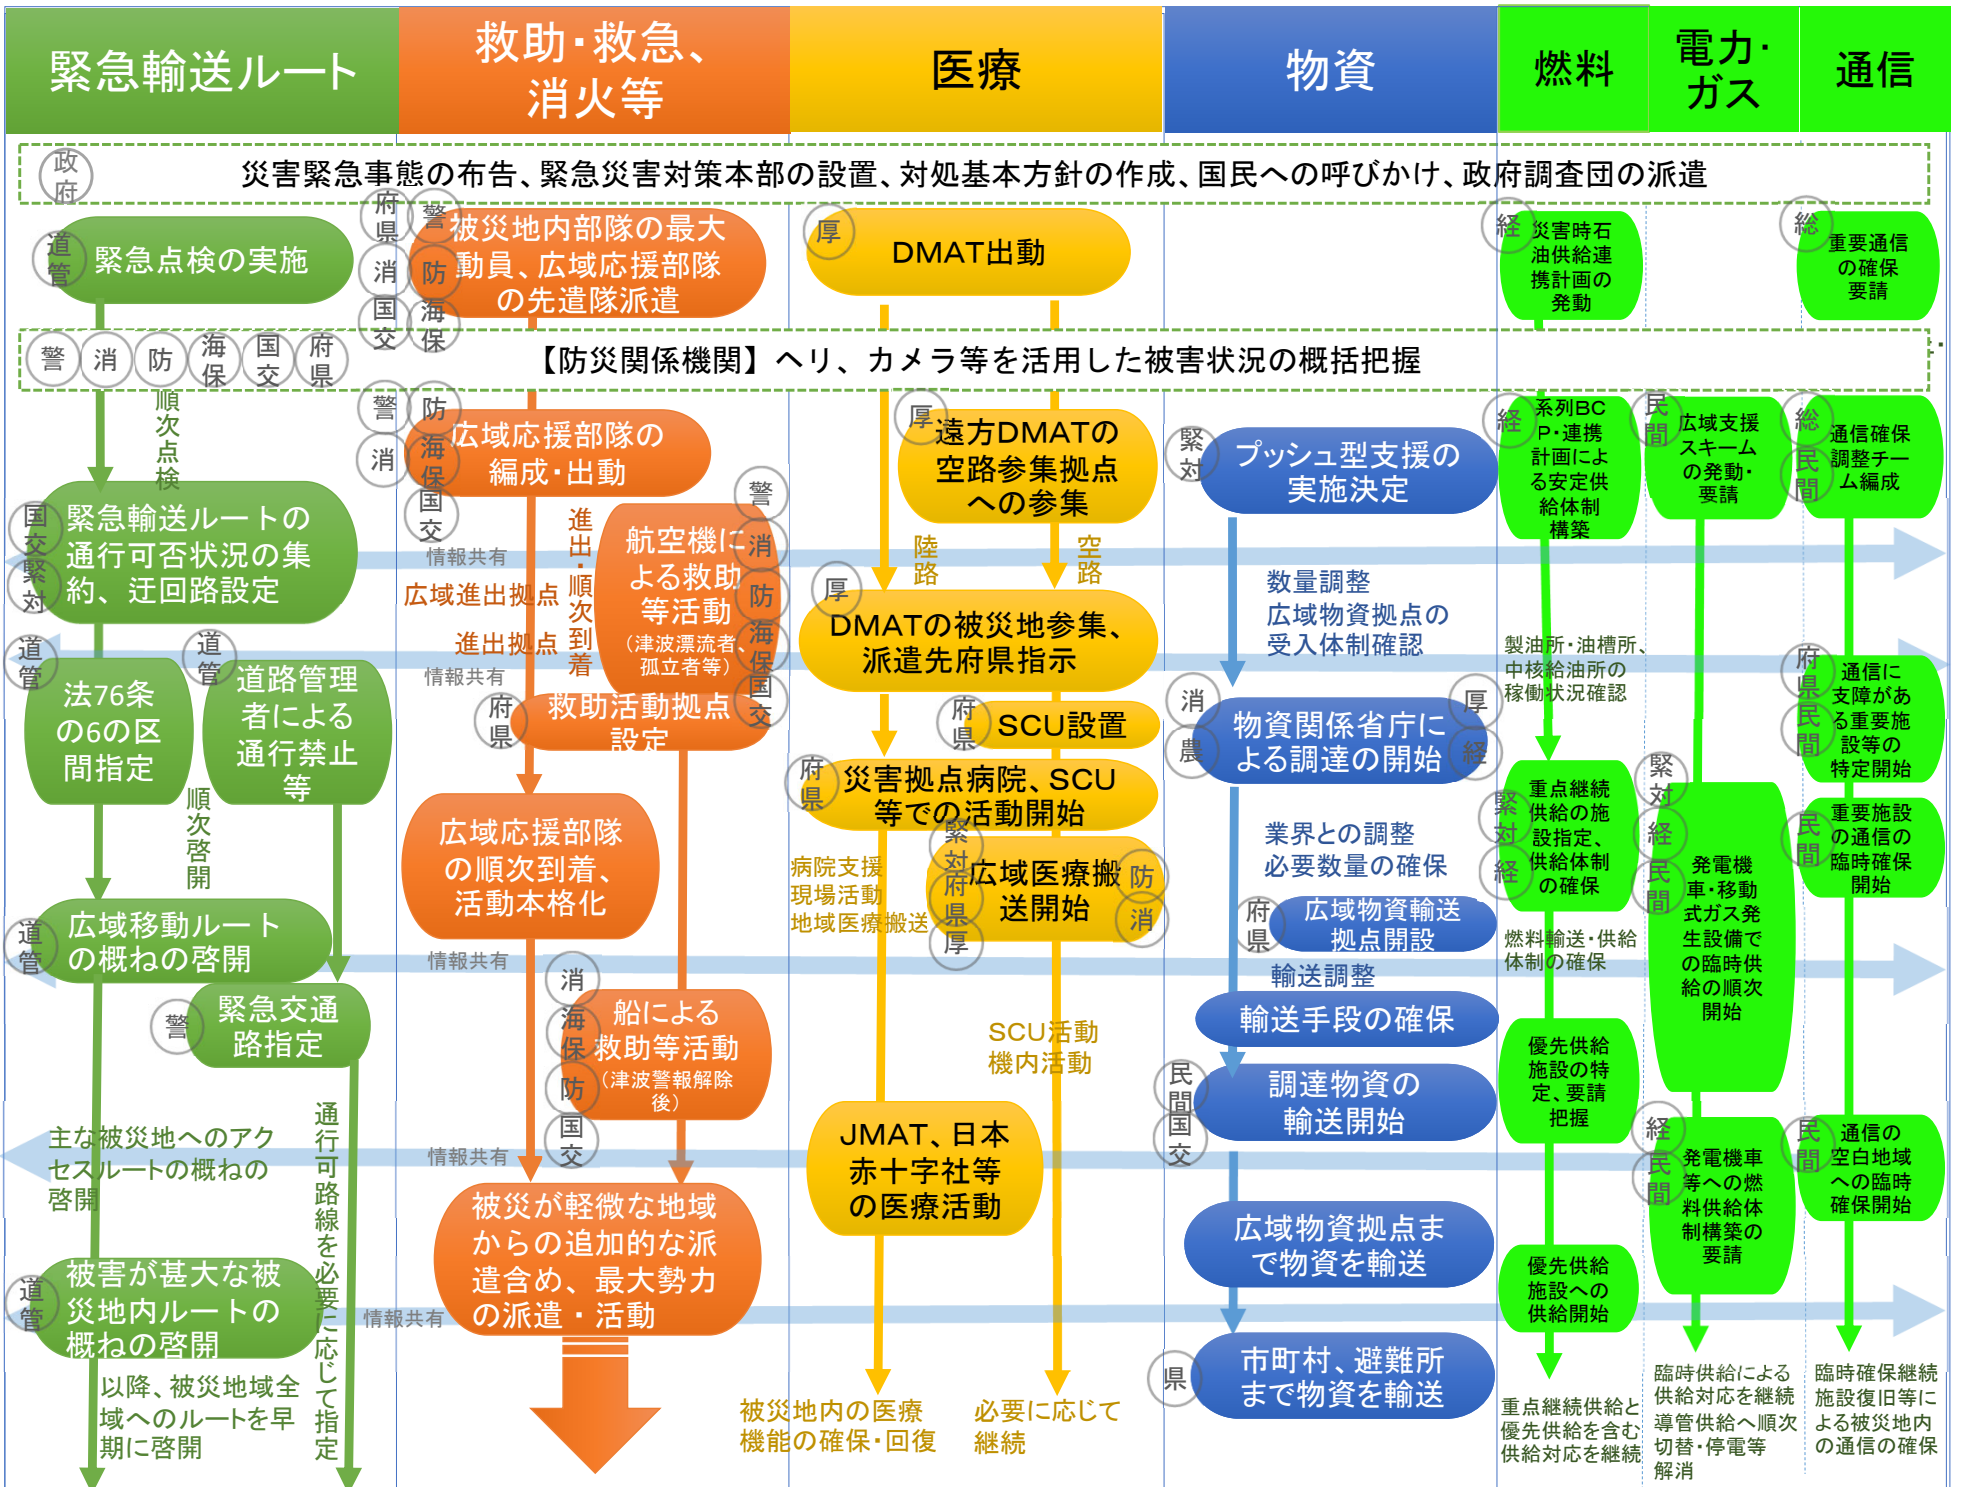 緊急輸送ルート
救助・救急、
消火等
医療
物資
燃料
電力・
ガス
通信
政
府
災害緊急事態の布告、緊急災害対策本部の設置、対処基本方針の作成、国民への呼びかけ、政府調査団の派遣
道
管
緊急点検の実施
府
県
警
消
防
国
交
海
保
被災地内部隊の最大
動員、広域応援部隊
の先遣隊派遣
厚
DMAT出動
経
災害時石
油供給連
携計画の
発動
総
重要通信
の確保
要請
警
消
防
海
保
国
交
府
県
【防災関係機関】ヘリ、カメラ等を活用した被害状況の概括把握
順次点検
国
交
緊
対
緊急輸送ルートの
通行可否状況の集
約、迂回路設定
道
管
法76条
の6の区
間指定
道
管
道路管理
者による
通行禁止
等
順次啓開
道
管
広域移動ルート
の概ねの啓開
警
緊急交通
路指定
主な被災地へのアク
セスルートの概ねの
啓開
通行可路線を必要に応じて指定
道
管
被害が甚大な被
災地内ルートの
概ねの啓開
以降、被災地域全
域へのルートを早
期に啓開
警
防
消
海
保
国
交
広域応援部隊の
編成・出動
情報共有
広域進出拠点
進出拠点
進出・順次到着
情報共有
警
消
防
海
保
国
交
航空機に
よる救助
等活動
（津波漂流者、
孤立者等）
府
県
救助活動拠点
設定
広域応援部隊
の順次到着、
活動本格化
情報共有
消
海
保
防
国
交
船による
救助等活動
（津波警報解除
後）
情報共有
被災が軽微な地域
からの追加的な派
遣含め、最大勢力
の派遣・活動
情報共有
厚
遠方DMATの
空路参集拠点
への参集
陸路
空路
厚
DMATの被災地参集、
派遣先府県指示
府
県
SCU設置
府
県
災害拠点病院、SCU
等での活動開始
病院支援
現場活動
地域医療搬送
緊
対
府
県
厚
防
消
広域医療搬
送開始
SCU活動
機内活動
JMAT、日本
赤十字社等
の医療活動
被災地内の医療
機能の確保・回復
必要に応じて
継続
緊
対
プッシュ型支援の
実施決定
数量調整
広域物資拠点の
受入体制確認
消
農
厚
経
物資関係省庁に
よる調達の開始
業界との調整
必要数量の確保
府
県
広域物資輸送
拠点開設
輸送調整
輸送手段の確保
民
間
国
交
調達物資の
輸送開始
広域物資拠点ま
で物資を輸送
県
市町村、避難所
まで物資を輸送
経
系列BC
P・連携
計画によ
る安定供
給体制
構築
製油所・油槽所、
中核給油所の
稼働状況確認
緊
対
経
重点継続
供給の施
設指定、
供給体制
の確保
燃料輸送・供給
体制の確保
優先供給
施設の特
定、要請
把握
優先供給
施設への
供給開始
重点継続供給と
優先供給を含む
供給対応を継続
民
間
広域支援
スキーム
の発動・
要請
緊
対
経
民
間
発電機
車・移動
式ガス発
生設備で
の臨時供
給の順次
開始
経
民
間
発電機車
等への燃
料供給体
制構築の
要請
臨時供給による
供給対応を継続
導管供給へ順次
切替・停電等
解消
総
民
間
通信確保
調整チー
ム編成
府
県
民
間
通信に
支障があ
る重要施
設等の
特定開始
民
間
重要施設
の通信の
臨時確保
開始
民
間
通信の
空白地域
への臨時
確保開始
臨時確保継続
施設復旧等に
よる被災地内
の通信の確保